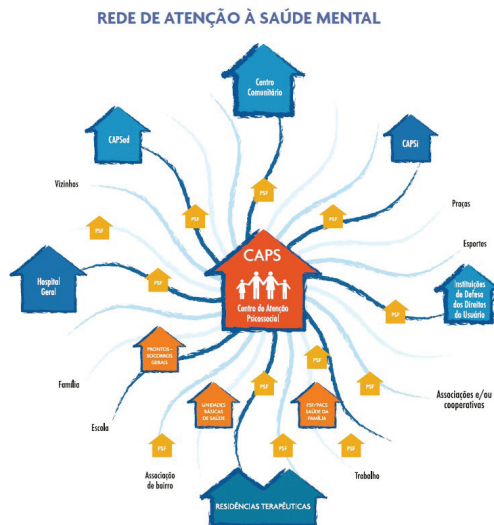 REDE DE ATENÇÃO À SAÚDE MENTAL
Centro
Comunitário
CAPSad
CAPSi
Vizinhos
PSF
PSF
PSF
Praças
PSF
Esportes
CAPS
Centro de Atenção
Psicossocial
Hospital
Geral
PSF
PSF
Instituições
de Defesa
dos Direitos
do Usuário
PRONTOS-
SOCORROS
GERAIS
PSF
Família
PSF
PSF
Associações e/ou
cooperativas
UNIDADES
BÁSICAS
DE SAÚDE
PSF/PACS
SAÚDE DA
FAMÍLIA
Escola
PSF
PSF
PSF
Associação
de bairro
Trabalho
RESIDÊNCIAS TERAPÊUTICAS